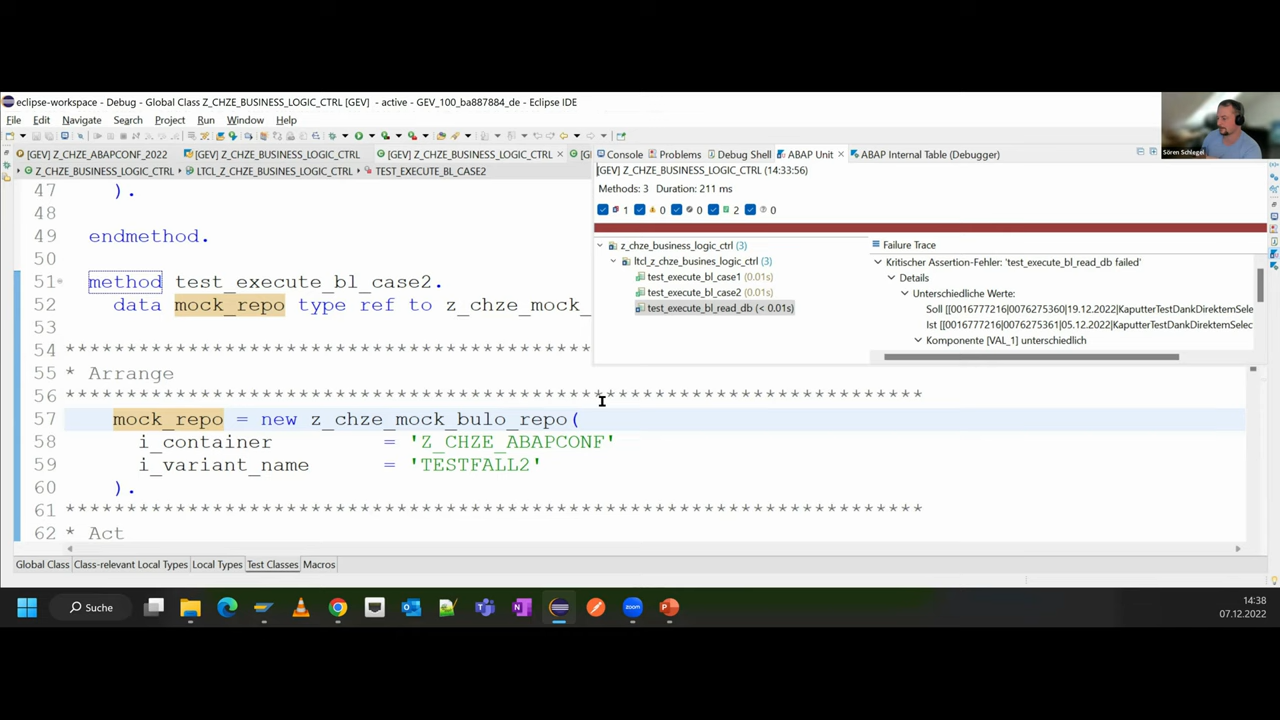 eclipse-workspace - Debug - Global Class Z_CHZE_BUSINESS_LOGIC_CTRL [GEV] - active - GEV_100_ba887884_de - Eclipse IDE
File Edit Navigate Search Project Run Window Help
Sören Schlegel
[GEV] Z_CHZE_ABAPCONF_2022 [GEV] Z_CHZE_BUSINESS_LOGIC_CTRL [GEV] Z_CHZE_BUSINESS_LOGIC_CTRL
Z_CHZE_BUSINESS_LOGIC_CTRL LTCL_Z_CHZE_BUSINES_LOGIC_CTRL TEST_EXECUTE_BL_CASE2
47 ).
48
49 endmethod.
50
51 method test_execute_bl_case2.
52 data mock_repo type ref to z_chze_mock_
53
54 *******************************************
55 * Arrange
56 **********************************************************************
57 mock_repo = new z_chze_mock_bulo_repo(
58 i_container = 'Z_CHZE_ABAPCONF'
59 i_variant_name = 'TESTFALL2'
60 ).
61 **********************************************************************
62 * Act
Console Problems Debug Shell ABAP Unit ABAP Internal Table (Debugger)
[GEV] Z_CHZE_BUSINESS_LOGIC_CTRL (14:33:56)
Methods: 3 Duration: 211 ms
1 0 0 2 0
z_chze_business_logic_ctrl (3)
ltcl_z_chze_busines_logic_ctrl (3)
test_execute_bl_case1 (0.01s)
test_execute_bl_case2 (0.01s)
test_execute_bl_read_db (< 0.01s)
Failure Trace
Kritischer Assertion-Fehler: 'test_execute_bl_read_db failed'
Details
Unterschiedliche Werte:
Soll [[0016777216|0076275360|19.12.2022|KaputterTestDankDirektemSele
Ist [[0016777216|0076275361|05.12.2022|KaputterTestDankDirektemSelec
Komponente [VAL_1] unterschiedlich
Global Class Class-relevant Local Types Local Types Test Classes Macros
Suche
zoom
14:38
07.12.2022